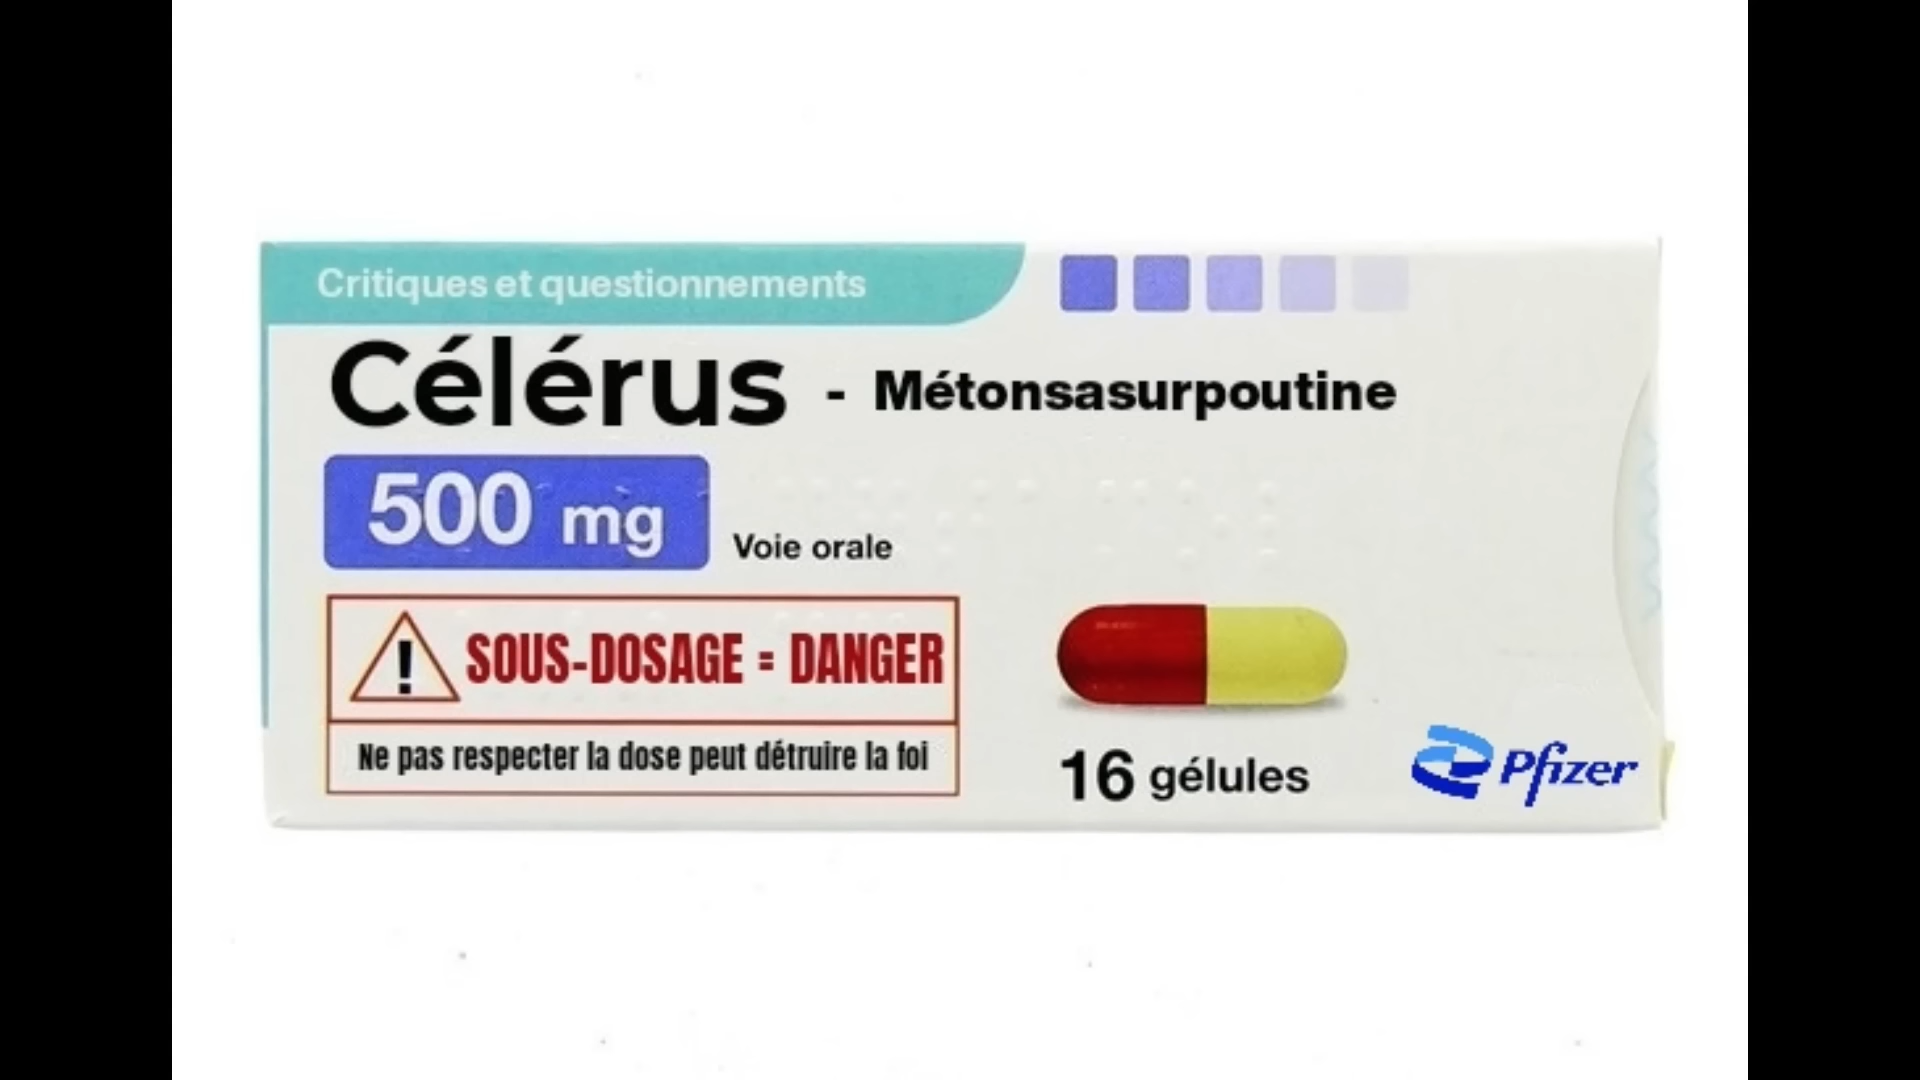 Critiques et questionnements
Célérus - Métonsasurpoutine
500 mg
Voie orale
! SOUS-DOSAGE = DANGER
Ne pas respecter la dose peut détruire la foi
16 gélules
Pfizer